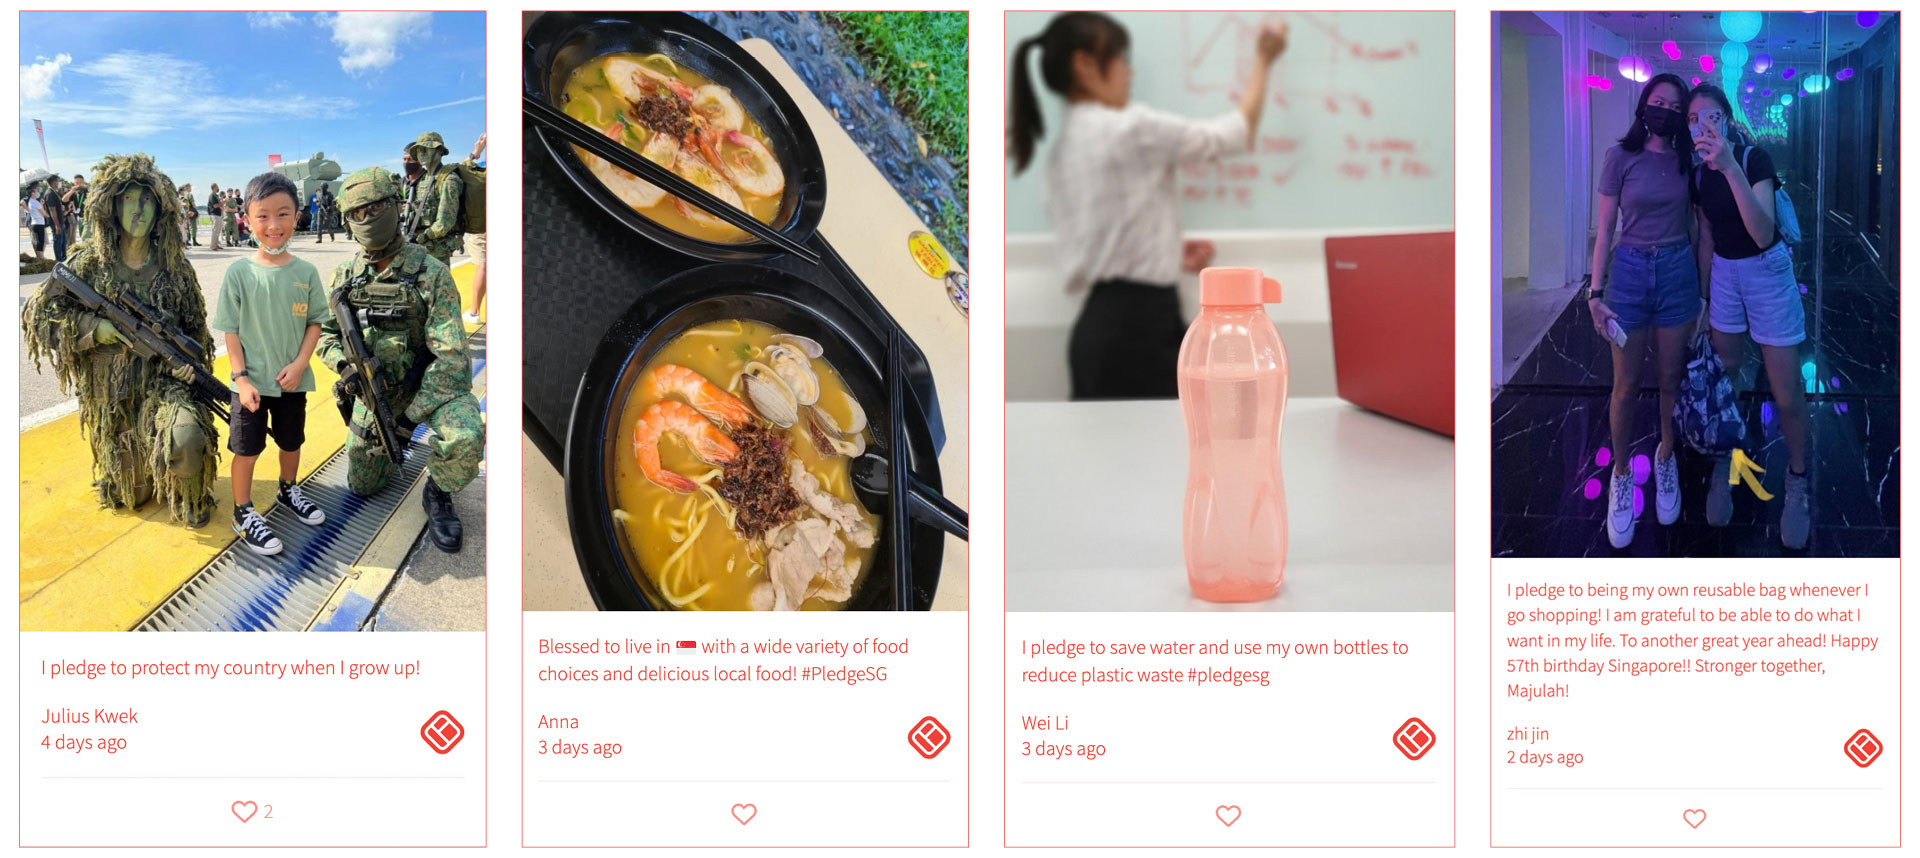 NO
I pledge to protect my country when I grow up!
Julius Kwek
4 days ago
2
Blessed to live in 🇸🇬 with a wide variety of food
choices and delicious local food! #PledgeSG
Anna
3 days ago
I pledge to save water and use my own bottles to
reduce plastic waste #pledgesg
Wei Li
3 days ago
I pledge to being my own reusable bag whenever I
go shopping! I am grateful to be able to do what I
want in my life. To another great year ahead! Happy
57th birthday Singapore!! Stronger together,
Majulah!
zhi jin
2 days ago